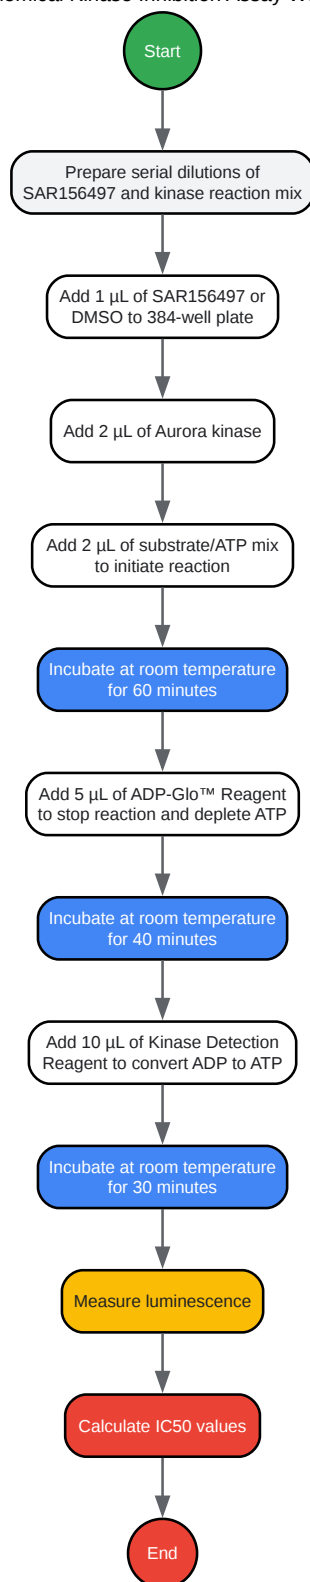 Kinase Inhibition Assay
Start
Prepare serial dilutions of
SAR156497 and kinase reaction mix
Add 1 µL of SAR156497 or
DMSO to 384-well plate
Add 2 µL of Aurora kinase
Add 2 µL of substrate/ATP mix
to initiate reaction
Incubate at room temperature
for 60 minutes
Add 5 µL of ADP-Glo™ Reagent
to stop reaction and deplete ATP
Incubate at room temperature
for 40 minutes
Add 10 µL of Kinase Detection
Reagent to convert ADP to ATP
Incubate at room temperature
for 30 minutes
Measure luminescence
Calculate IC50 values
End